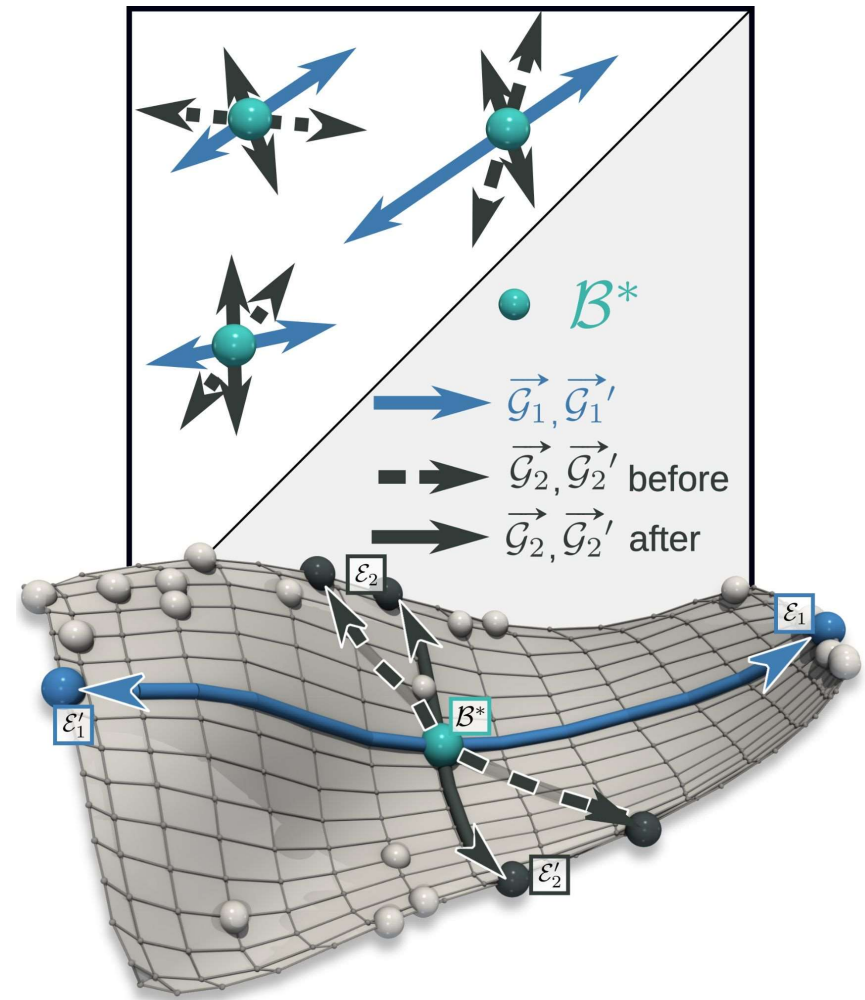 ℬ*
𝒢₁⃗, 𝒢₁⃗′
𝒢₂⃗, 𝒢₂⃗′ before
𝒢₂⃗, 𝒢₂⃗′ after
ℰ₂
ℰ₁
ℰ′₁
ℬ*
ℰ′₂